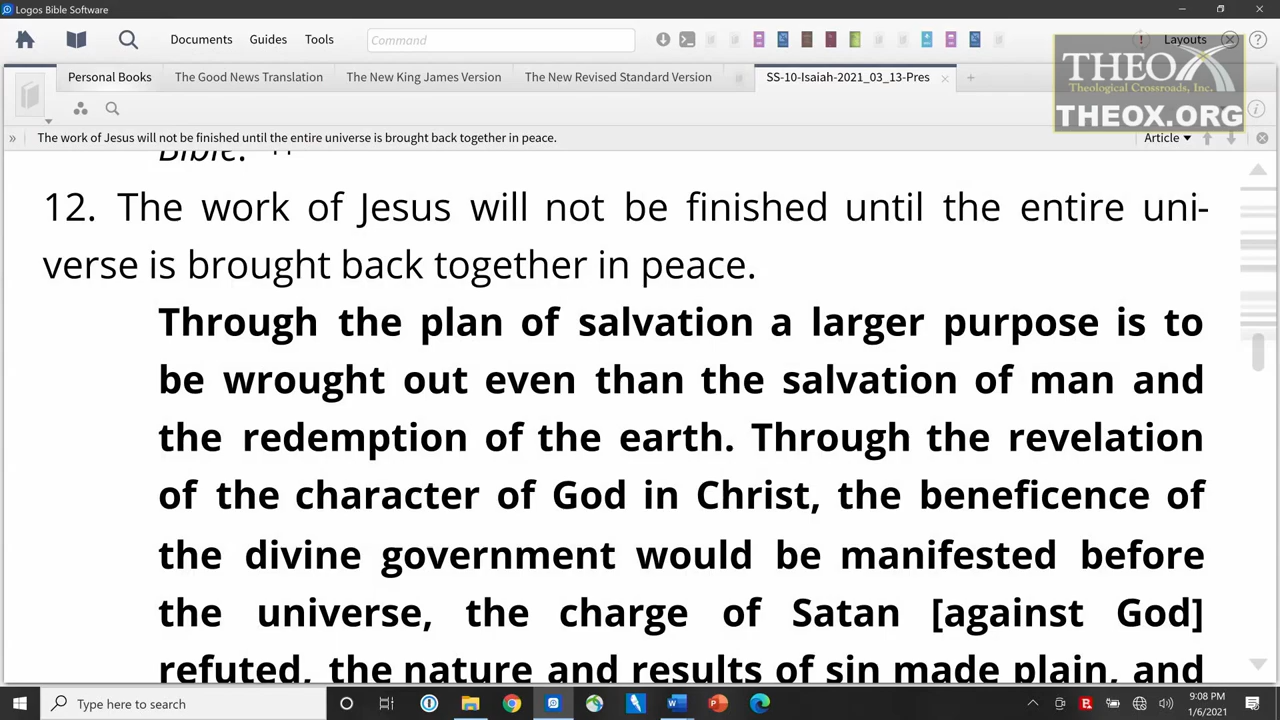 Logos Bible Software
Documents Guides Tools Command Layouts
THEOX
Theological Crossroads, Inc.
THEOX.ORG
Personal Books The Good News Translation The New King James Version The New Revised Standard Version SS-10-Isaiah-2021_03_13-Pres
» The work of Jesus will not be finished until the entire universe is brought back together in peace. Article
Bible. ††
12. The work of Jesus will not be finished until the entire uni-
verse is brought back together in peace.
Through the plan of salvation a larger purpose is to
be wrought out even than the salvation of man and
the redemption of the earth. Through the revelation
of the character of God in Christ, the beneficence of
the divine government would be manifested before
the universe, the charge of Satan [against God]
refuted, the nature and results of sin made plain, and
Type here to search
9:08 PM
1/6/2021